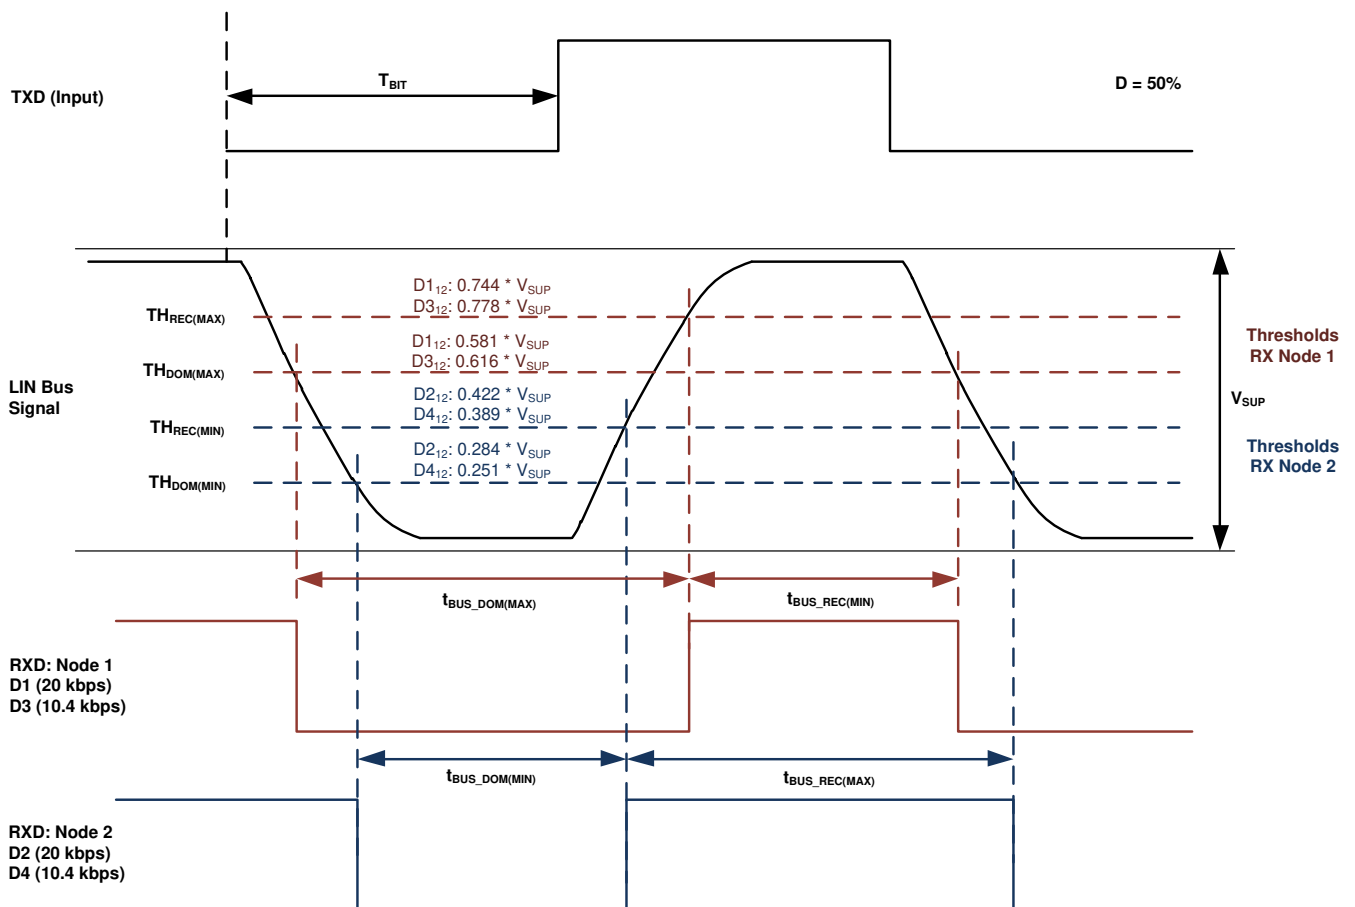 TXD (Input)
T_BIT
D = 50%
D1₁₂: 0.744 * V_SUP
D3₁₂: 0.778 * V_SUP
TH_REC(MAX)
D1₁₂: 0.581 * V_SUP
D3₁₂: 0.616 * V_SUP
TH_DOM(MAX)
Thresholds
RX Node 1
LIN Bus
Signal
D2₁₂: 0.422 * V_SUP
D4₁₂: 0.389 * V_SUP
V_SUP
TH_REC(MIN)
D2₁₂: 0.284 * V_SUP
D4₁₂: 0.251 * V_SUP
Thresholds
RX Node 2
TH_DOM(MIN)
t_BUS_DOM(MAX)
t_BUS_REC(MIN)
RXD: Node 1
D1 (20 kbps)
D3 (10.4 kbps)
t_BUS_DOM(MIN)
t_BUS_REC(MAX)
RXD: Node 2
D2 (20 kbps)
D4 (10.4 kbps)